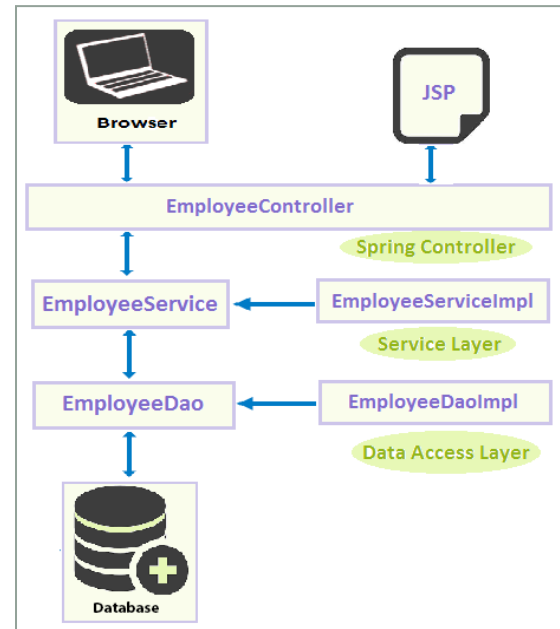 Browser
JSP
EmployeeController
Spring Controller
EmployeeService
EmployeeServiceImpl
Service Layer
EmployeeDao
EmployeeDaoImpl
Data Access Layer
Database